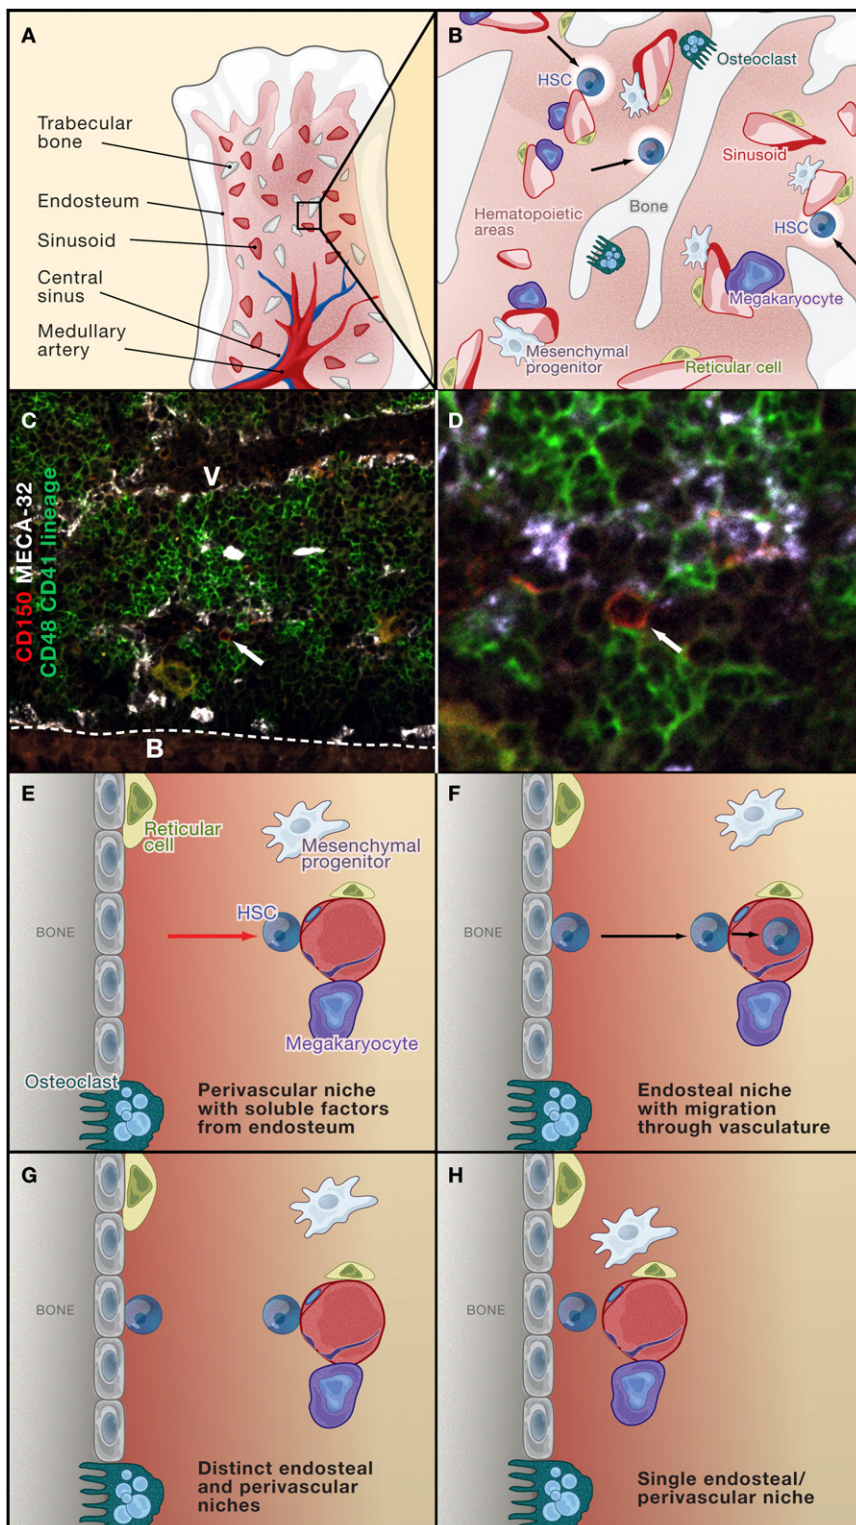 A
Trabecular
bone
Endosteum
Sinusoid
Central
sinus
Medullary
artery
B
HSC
Osteoclast
Sinusoid
Hematopoietic
areas
Bone
HSC
Megakaryocyte
Mesenchymal
progenitor
Reticular cell
C
V
CD150 MECA-32
CD48 CD41 lineage
B
D
E
Reticular
cell
Mesenchymal
progenitor
BONE
HSC
Megakaryocyte
Osteoclast
Perivascular niche
with soluble factors
from endosteum
F
BONE
Endosteal niche
with migration
through vasculature
G
BONE
Distinct endosteal
and perivascular
niches
H
BONE
Single endosteal/
perivascular niche